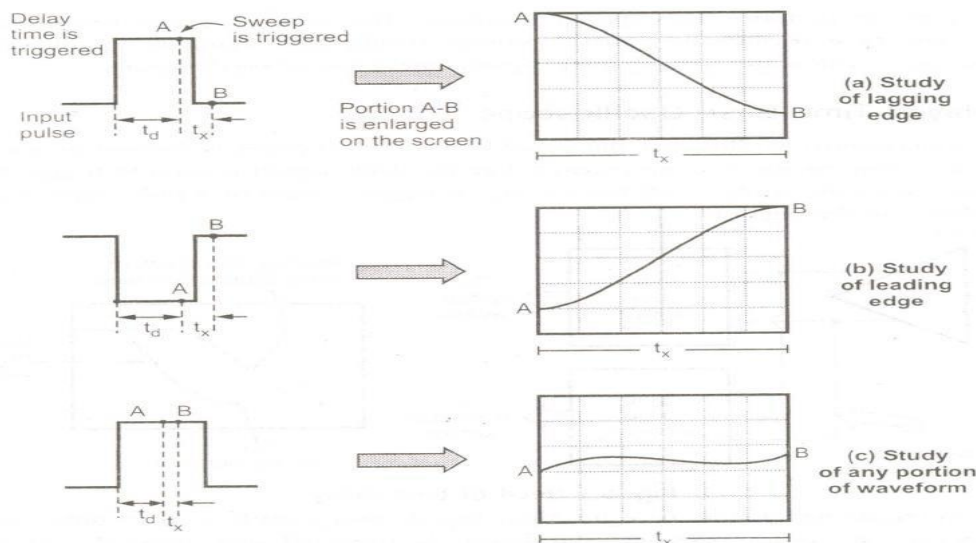 Delay
time is
triggered
A
Sweep
is triggered
B
Input
pulse
t_d
t_x
Portion A-B
is enlarged
on the screen
A
B
t_x
(a) Study
of lagging
edge
B
A
t_d
t_x
B
A
t_x
(b) Study
of leading
edge
A B
t_d
t_x
A
B
t_x
(c) Study
of any portion
of waveform